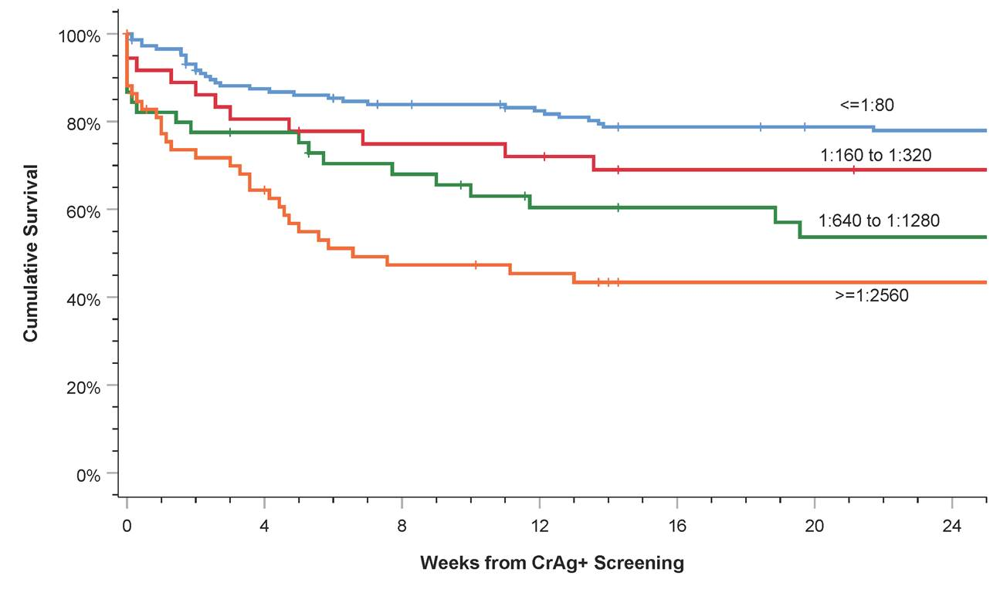 100%
80%
60%
40%
20%
0%
Cumulative Survival
<=1:80
1:160 to 1:320
1:640 to 1:1280
>=1:2560
0 4 8 12 16 20 24
Weeks from CrAg+ Screening